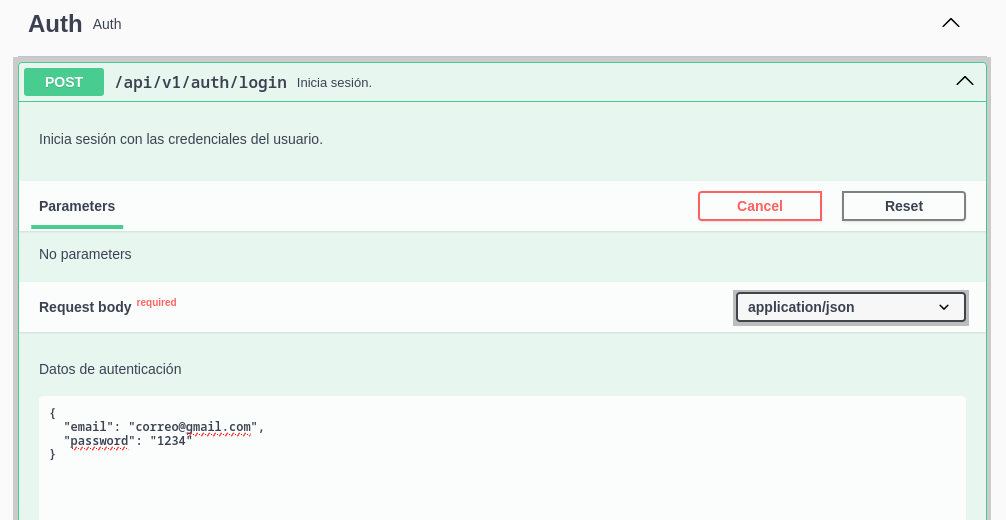 Auth Auth
POST /api/v1/auth/login Inicia sesión.
Inicia sesión con las credenciales del usuario.
Parameters Cancel Reset
No parameters
Request body required application/json
Datos de autenticación
{
  "email": "correo@gmail.com",
  "password": "1234"
}